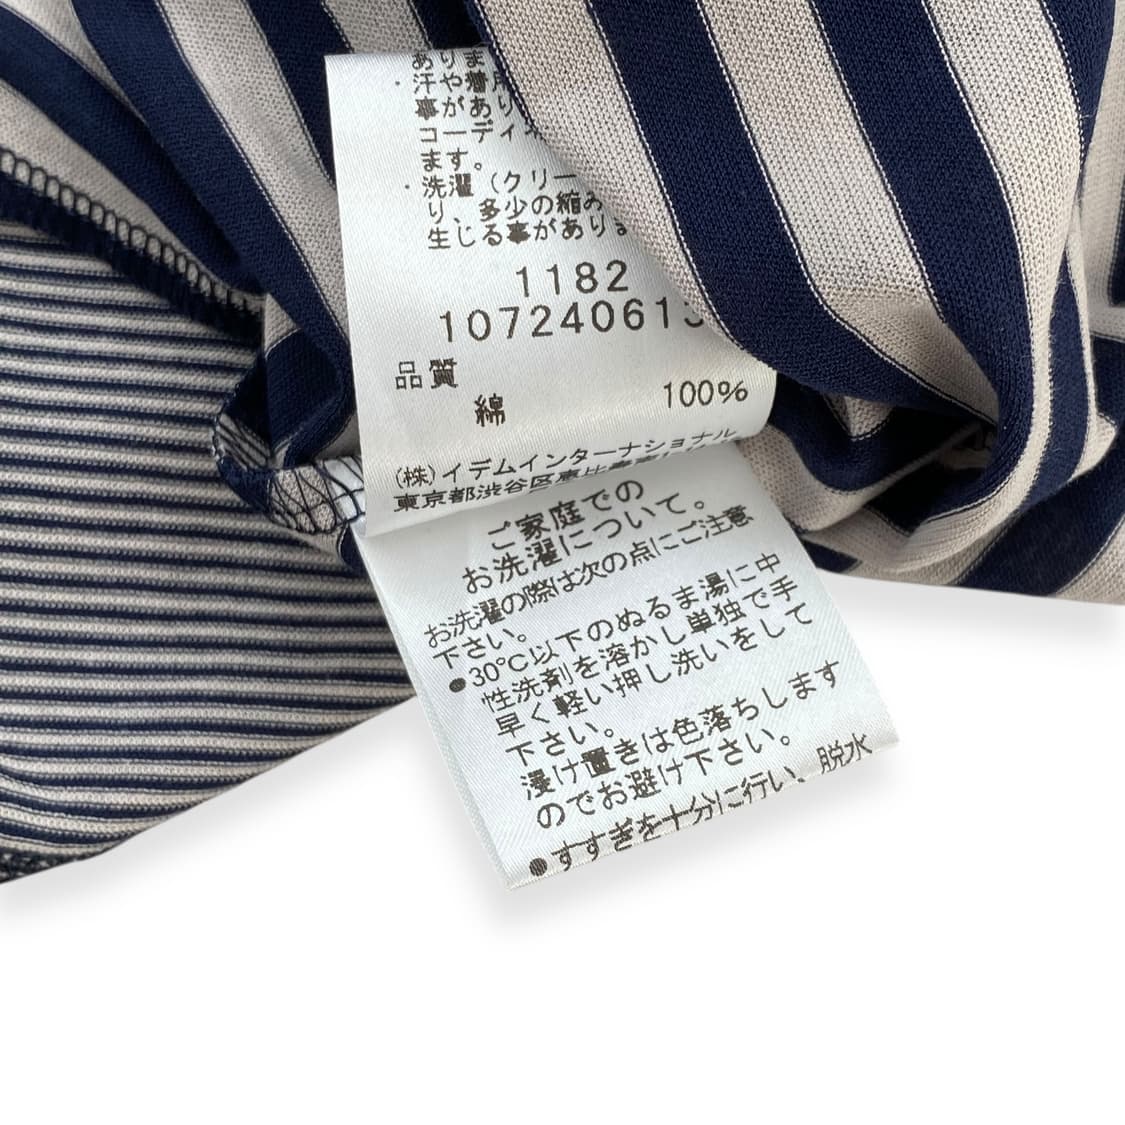 ありま
・汗や着用
事があり
コーディネ
ます。
・洗濯（クリー
り、多少の縮み
生じる事がありま
1182
107240613
品質
綿 100%
(株)イデムインターナショナル
東京都渋谷区恵比寿
ご家庭での
お洗濯について。
お洗濯の際は次の点にご注意
下さい。
●30℃以下のぬるま湯に中
性洗剤を溶かし単独で手
早く軽い押し洗いをして
下さい。
浸け置きは色落ちします
のでお避け下さい。
●すすぎを十分に行い、脱水